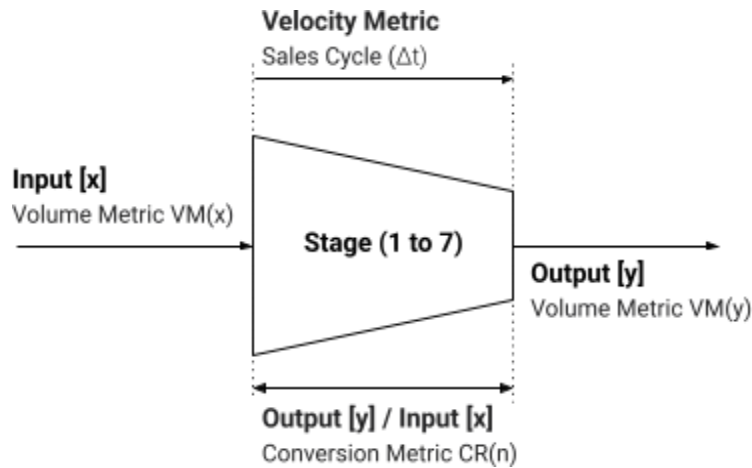 Velocity Metric
Sales Cycle (Δt)
Input [x]
Volume Metric VM(x)
Stage (1 to 7)
Output [y]
Volume Metric VM(y)
Output [y] / Input [x]
Conversion Metric CR(n)